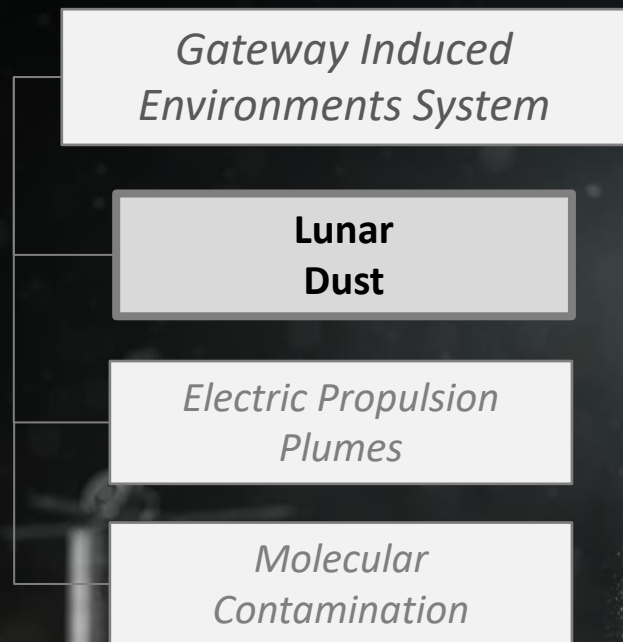 Gateway Induced
Environments System
Lunar
Dust
Electric Propulsion
Plumes
Molecular
Contamination